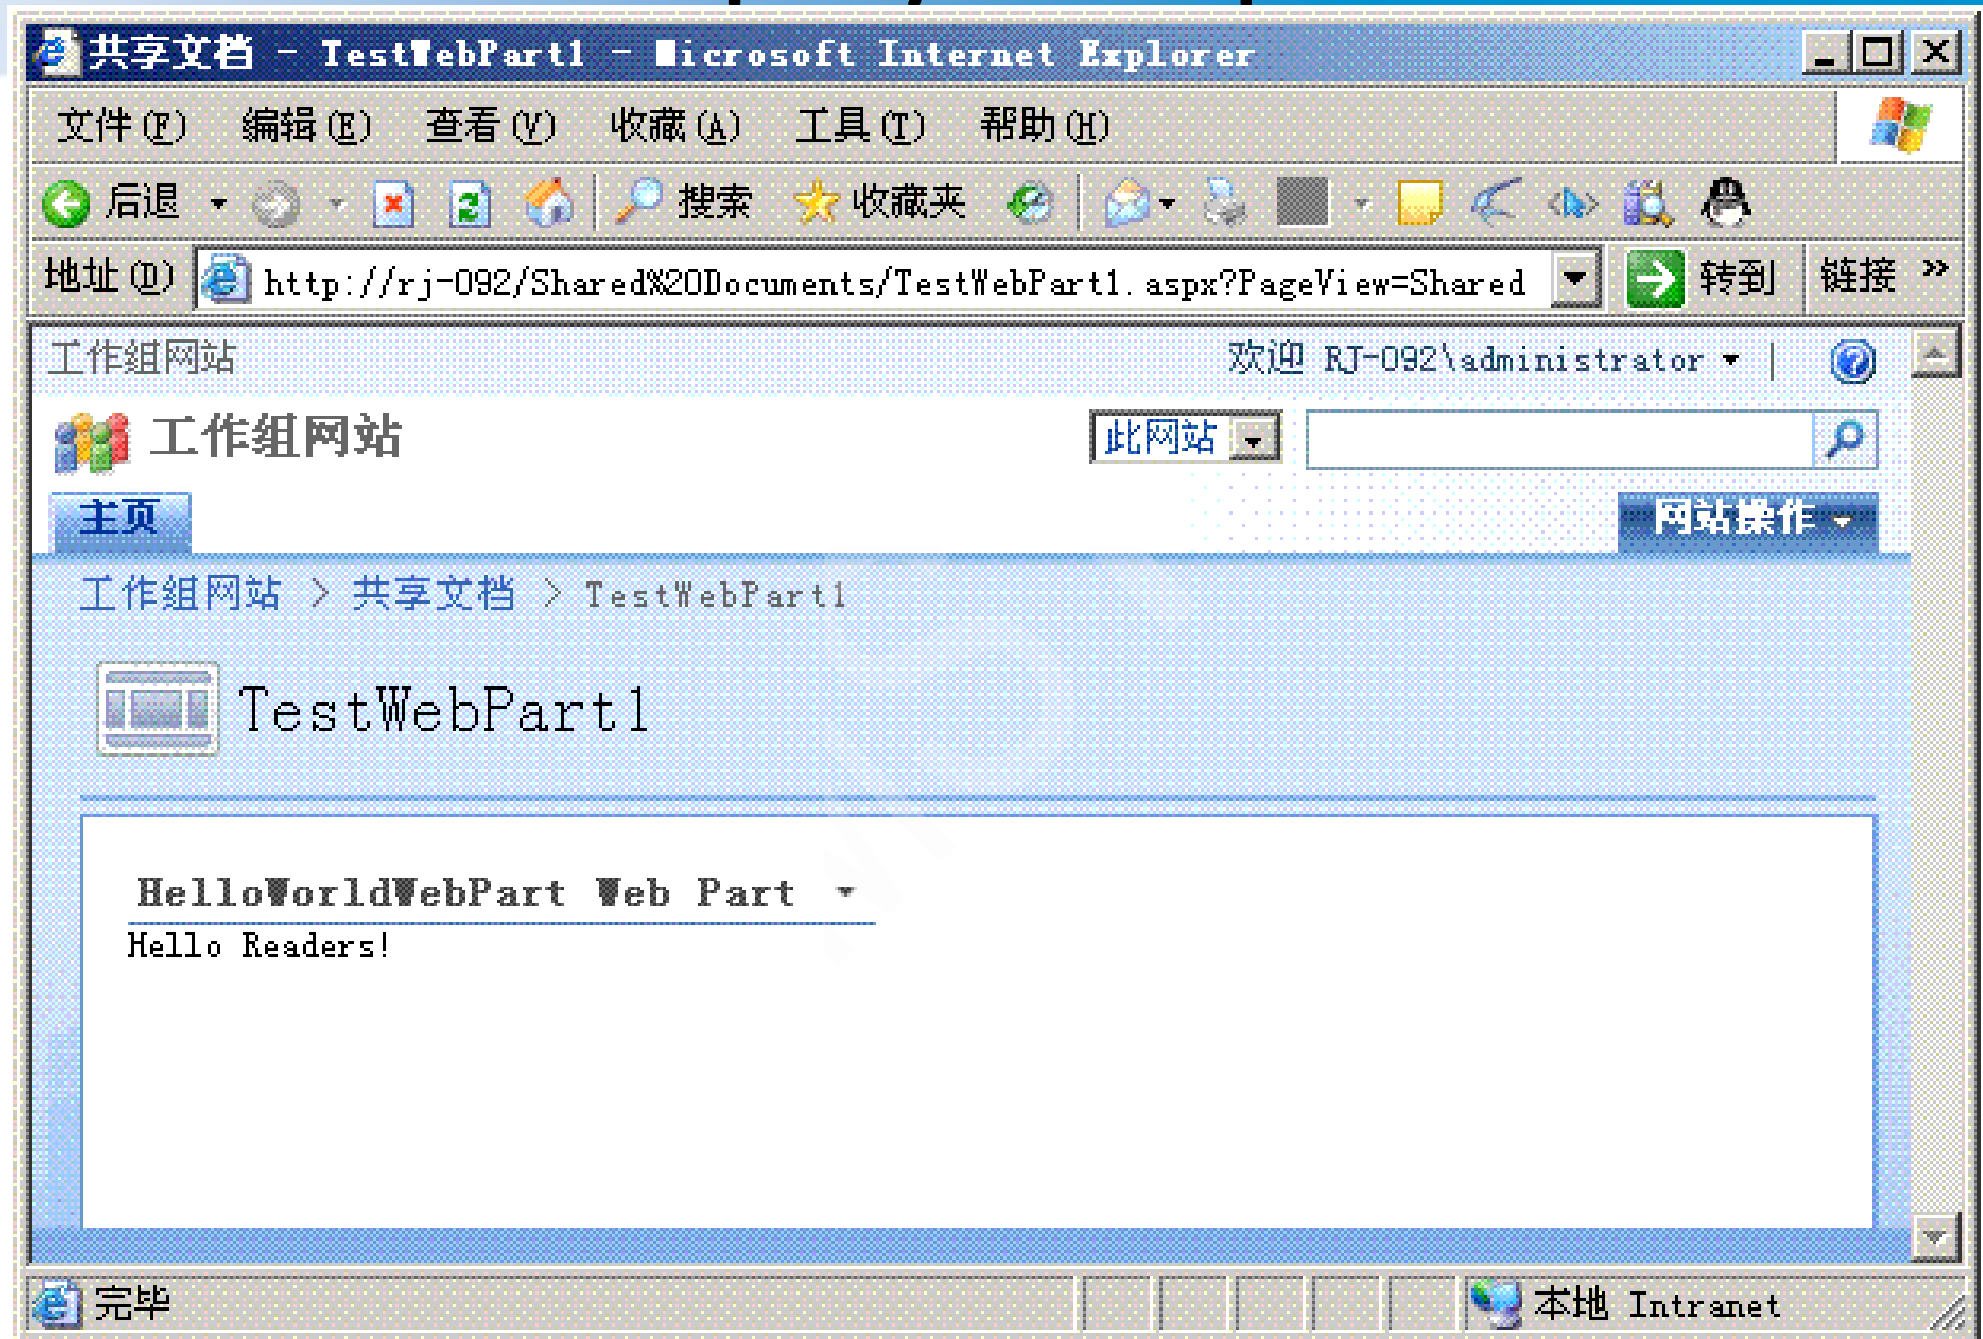 共享文档 - TestWebPart1 - Microsoft Internet Explorer
文件(F) 编辑(E) 查看(V) 收藏(A) 工具(T) 帮助(H)
后退 搜索 收藏夹
地址(D) http://rj-092/Shared%20Documents/TestWebPart1.aspx?PageView=Shared 转到 链接 »
工作组网站 欢迎 RJ-092\administrator |
工作组网站 此网站
主页 网站操作
工作组网站 > 共享文档 > TestWebPart1
TestWebPart1
HelloWorldWebPart Web Part
Hello Readers!
完毕 本地 Intranet